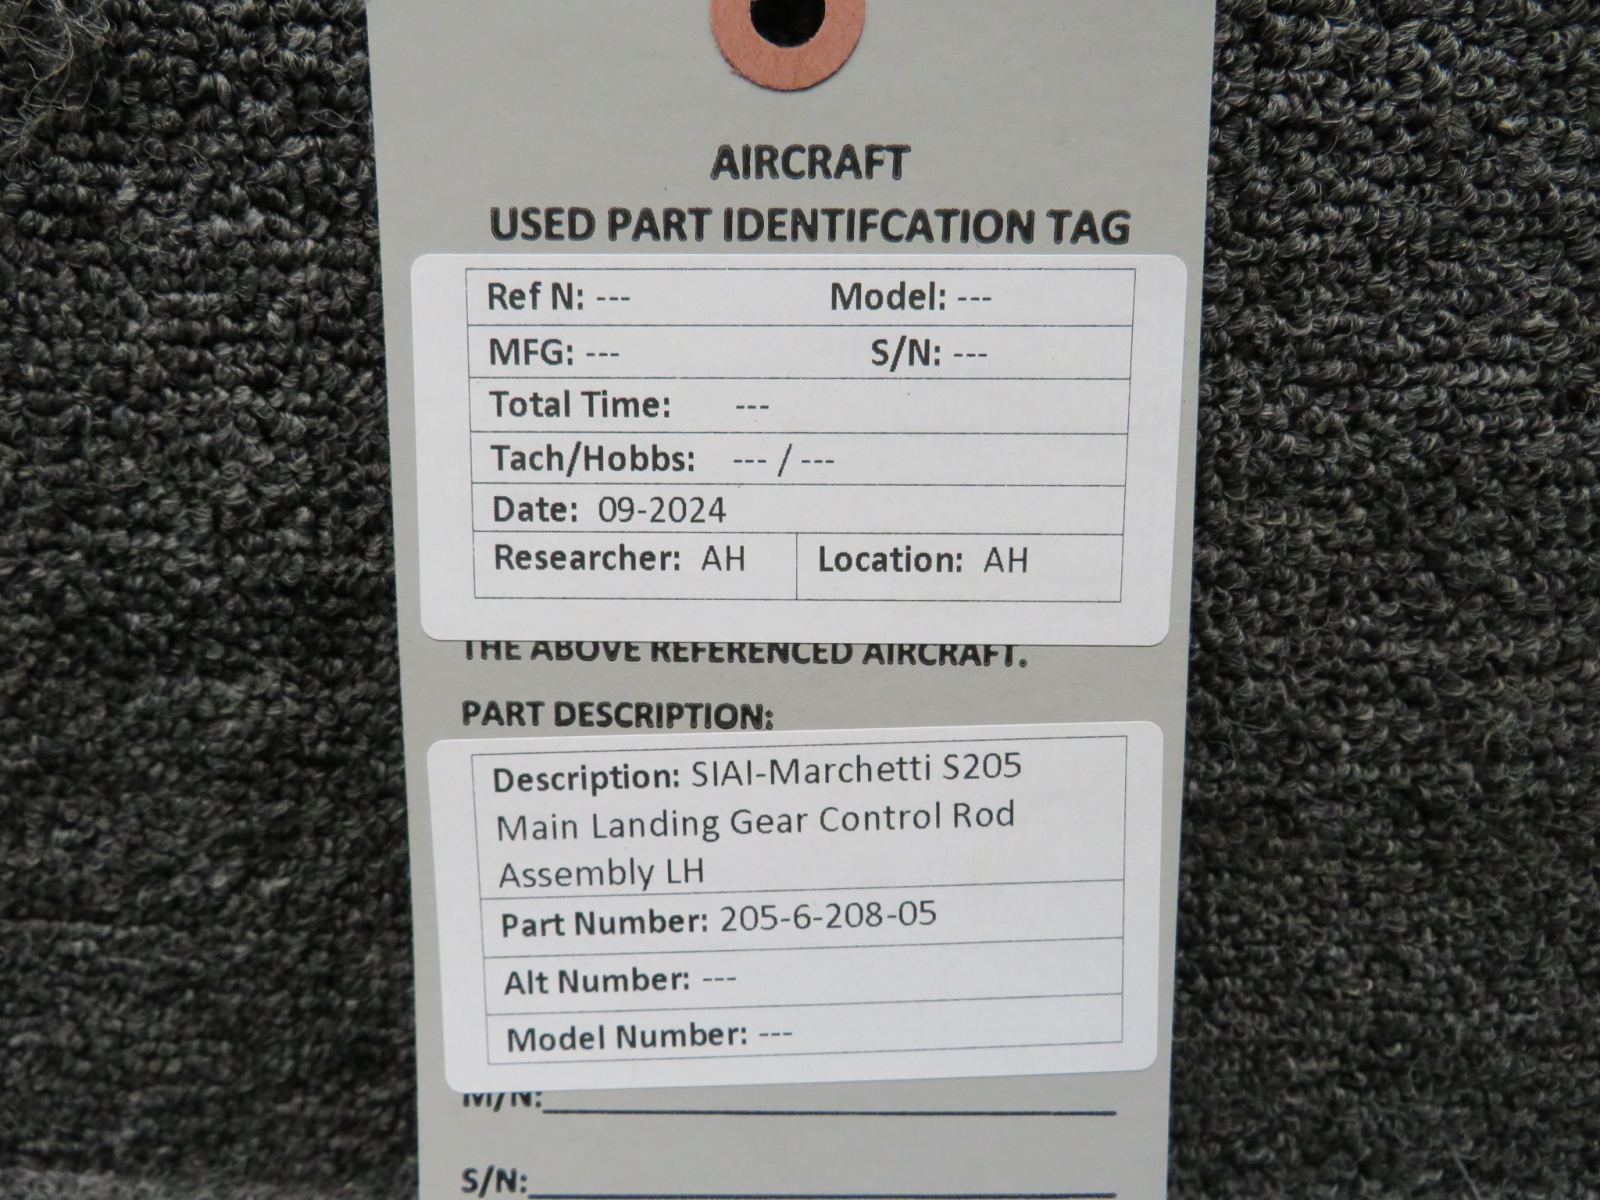 AIRCRAFT
USED PART IDENTIFCATION TAG
Ref N: --- Model: ---
MFG: --- S/N: ---
Total Time: ---
Tach/Hobbs: --- / ---
Date: 09-2024
Researcher: AH Location: AH
THE ABOVE REFERENCED AIRCRAFT.
PART DESCRIPTION:
Description: SIAI-Marchetti S205
Main Landing Gear Control Rod
Assembly LH
Part Number: 205-6-208-05
Alt Number: ---
Model Number: ---
M/N:
S/N: